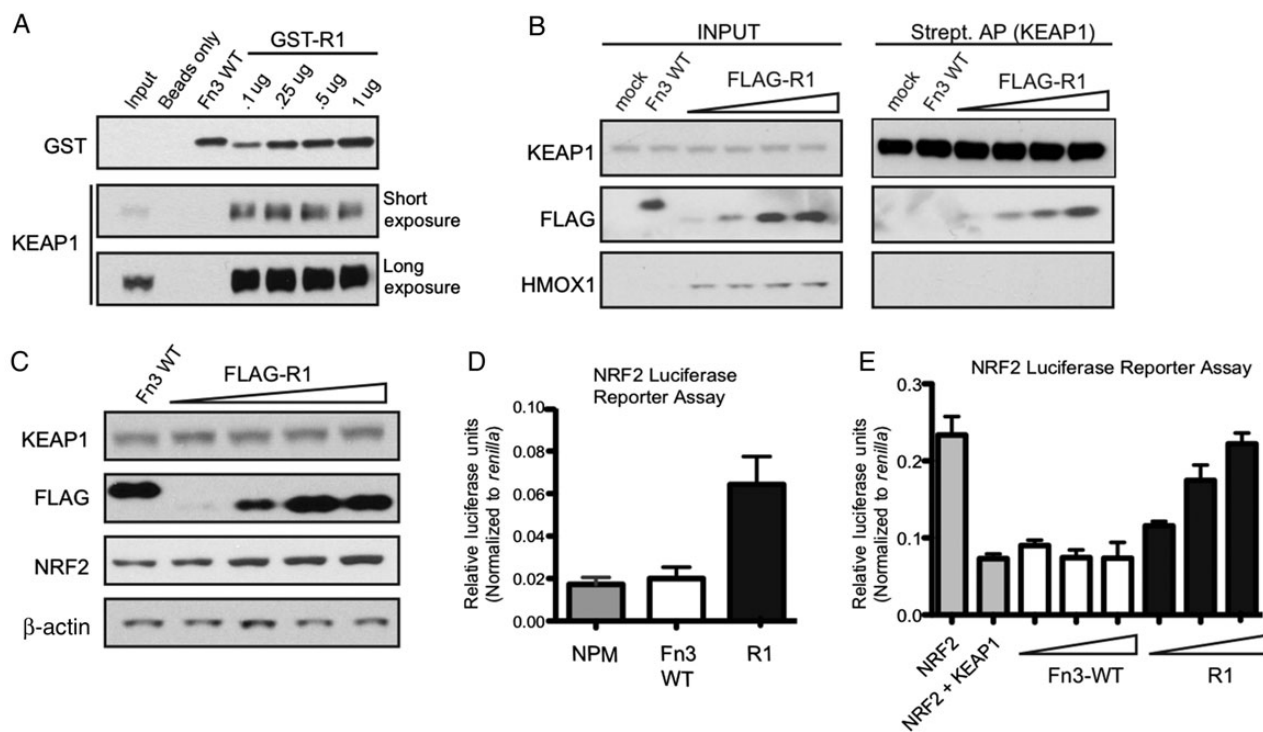 A
GST-R1
Input
Beads only
Fn3 WT
.1 ug
.25 ug
.5 ug
1 ug
GST
KEAP1
Short
exposure
Long
exposure
B
INPUT
Strept. AP (KEAP1)
mock
Fn3 WT
FLAG-R1
mock
Fn3 WT
FLAG-R1
KEAP1
FLAG
HMOX1
C
Fn3 WT
FLAG-R1
KEAP1
FLAG
NRF2
β-actin
D
NRF2 Luciferase
Reporter Assay
Relative luciferase units
(Normalized to renilla)
0.10
0.08
0.06
0.04
0.02
0.00
NPM
Fn3
WT
R1
E
NRF2 Luciferase Reporter Assay
Relative luciferase units
(Normalized to renilla)
0.3
0.2
0.1
0.0
NRF2
NRF2 + KEAP1
Fn3-WT
R1